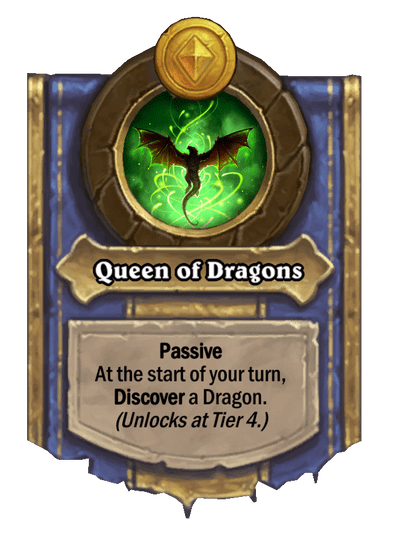 Queen of Dragons
Passive
At the start of your turn,
Discover a Dragon.
(Unlocks at Tier 4.)